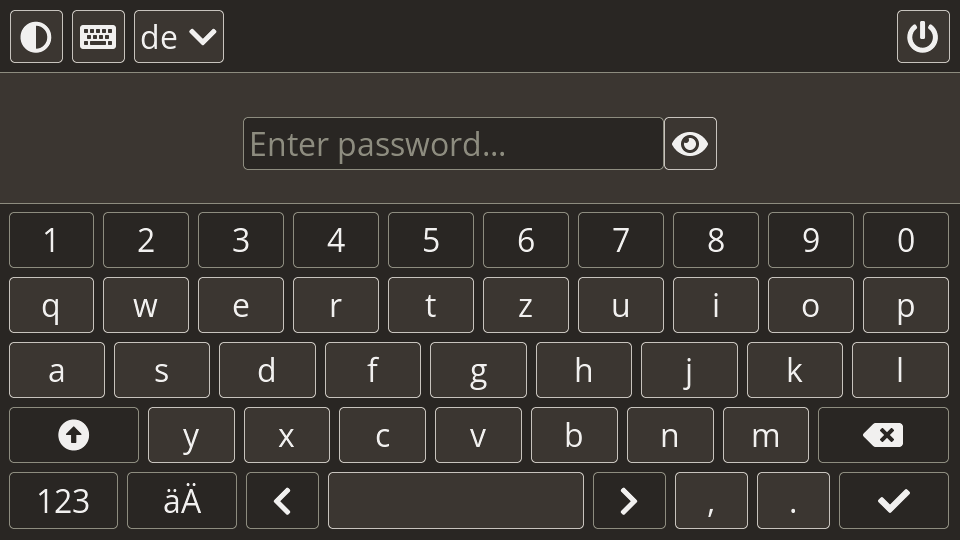 de
Enter password...
1 2 3 4 5 6 7 8 9 0
q w e r t z u i o p
a s d f g h j k l
y x c v b n m
123 äÄ , .